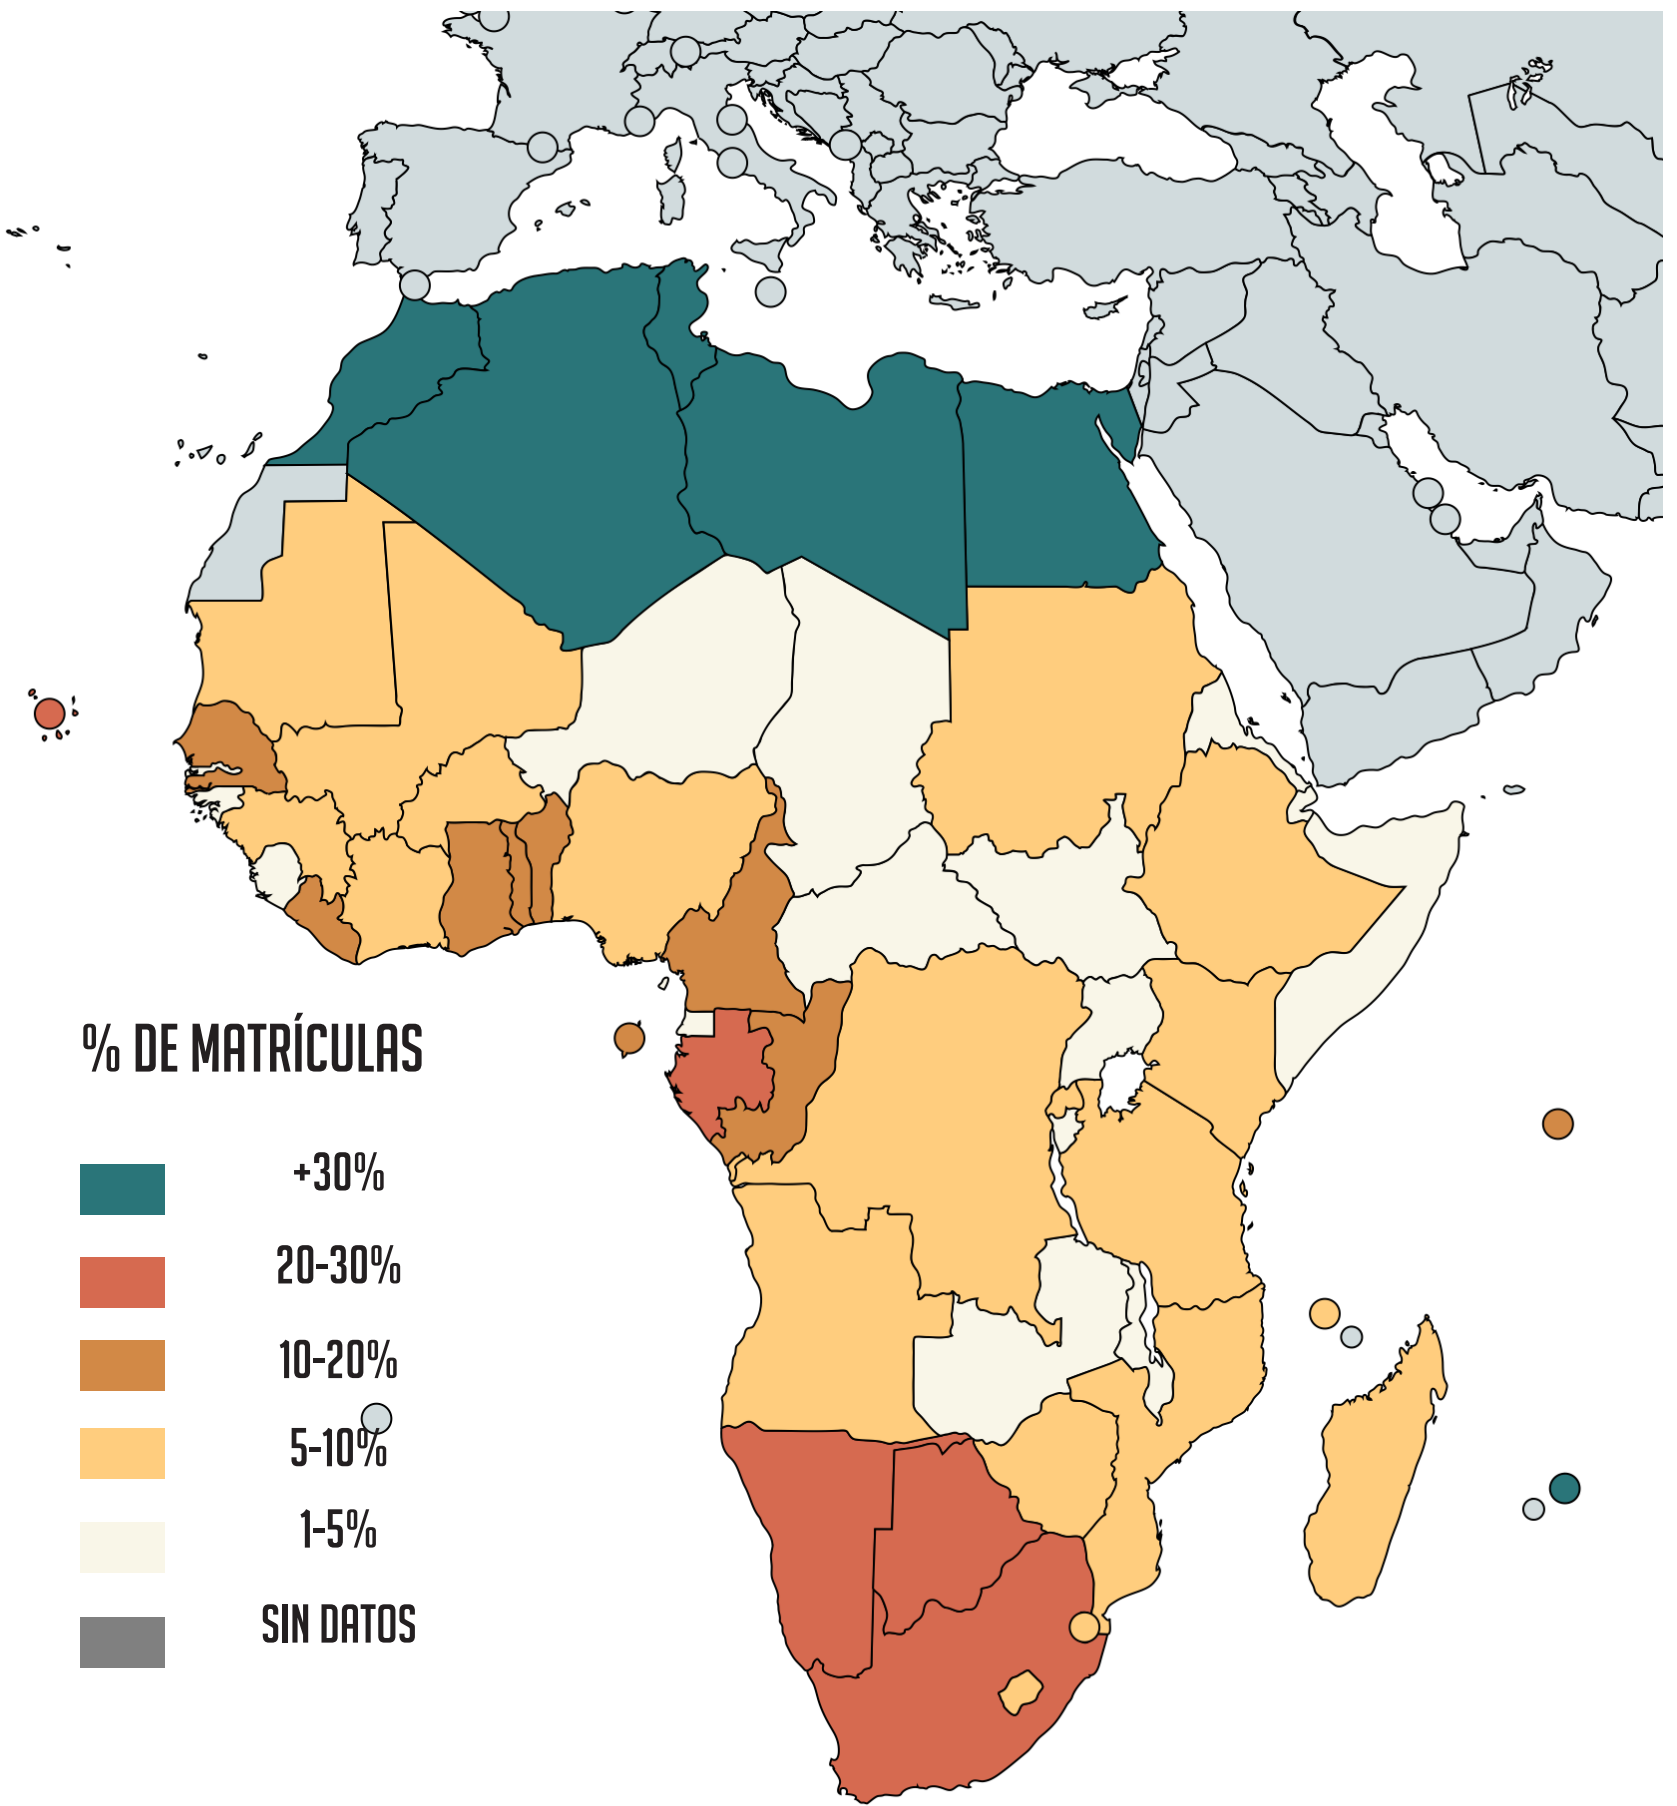 % DE MATRÍCULAS
+30%
20-30%
10-20%
5-10%
1-5%
SIN DATOS